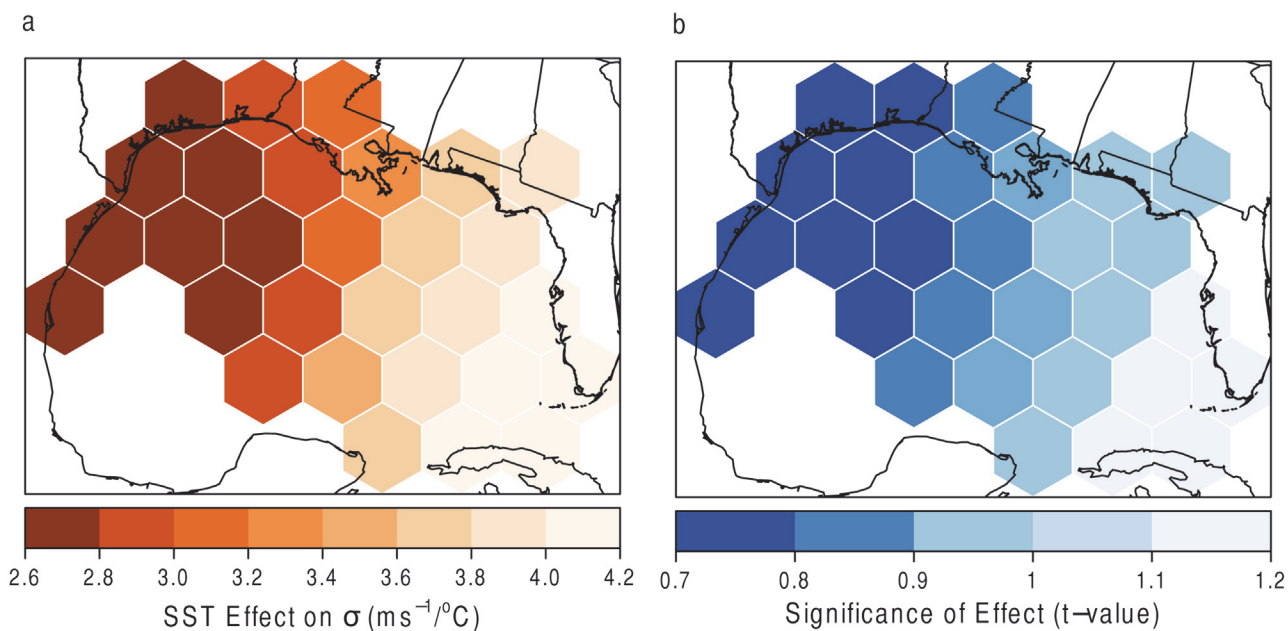 a
b
2.6 2.8 3.0 3.2 3.4 3.6 3.8 4.0 4.2
SST Effect on σ (ms⁻¹/ºC)
0.7 0.8 0.9 1 1.1 1.2
Significance of Effect (t−value)